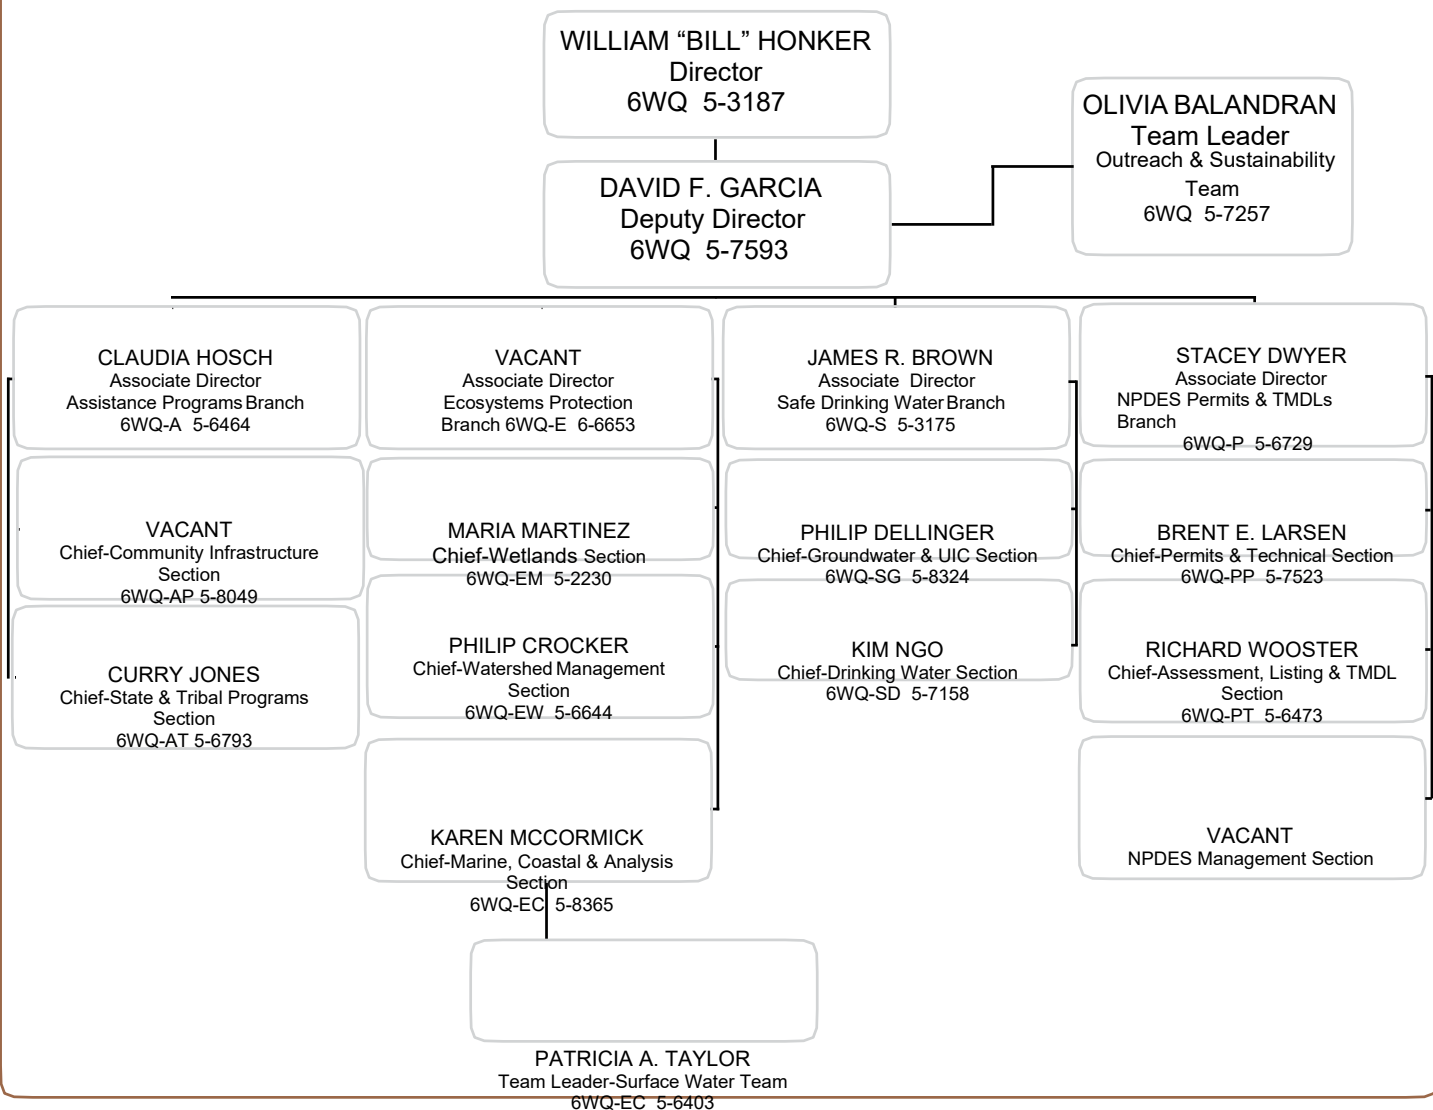 WILLIAM “BILL” HONKER
Director
6WQ 5-3187
OLIVIA BALANDRAN
Team Leader
Outreach & Sustainability
Team
6WQ 5-7257
DAVID F. GARCIA
Deputy Director
6WQ 5-7593
CLAUDIA HOSCH
Associate Director
Assistance Programs Branch
6WQ-A 5-6464
VACANT
Chief-Community Infrastructure
Section
6WQ-AP 5-8049
CURRY JONES
Chief-State & Tribal Programs
Section
6WQ-AT 5-6793
VACANT
Associate Director
Ecosystems Protection
Branch 6WQ-E 6-6653
MARIA MARTINEZ
Chief-Wetlands Section
6WQ-EM 5-2230
PHILIP CROCKER
Chief-Watershed Management
Section
6WQ-EW 5-6644
KAREN MCCORMICK
Chief-Marine, Coastal & Analysis
Section
6WQ-EC 5-8365
PATRICIA A. TAYLOR
Team Leader-Surface Water Team
6WQ-EC 5-6403
JAMES R. BROWN
Associate Director
Safe Drinking Water Branch
6WQ-S 5-3175
PHILIP DELLINGER
Chief-Groundwater & UIC Section
6WQ-SG 5-8324
KIM NGO
Chief-Drinking Water Section
6WQ-SD 5-7158
STACEY DWYER
Associate Director
NPDES Permits & TMDLs
Branch
6WQ-P 5-6729
BRENT E. LARSEN
Chief-Permits & Technical Section
6WQ-PP 5-7523
RICHARD WOOSTER
Chief-Assessment, Listing & TMDL
Section
6WQ-PT 5-6473
VACANT
NPDES Management Section